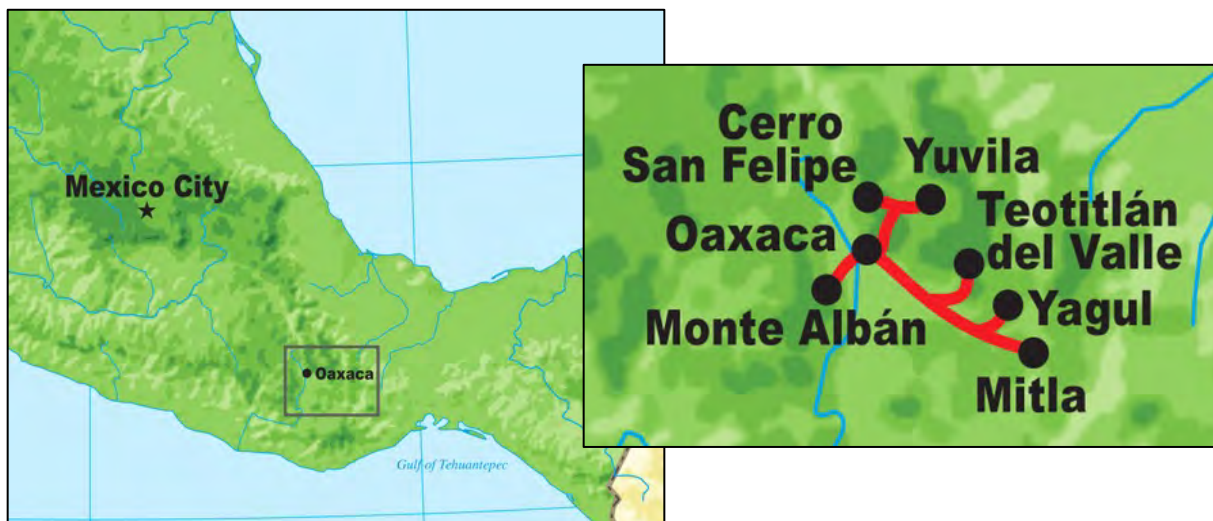 Mexico City
Oaxaca
Gulf of Tehuantepec
Cerro
San Felipe
Yuvila
Oaxaca
Teotitlán
del Valle
Monte Albán
Yagul
Mitla